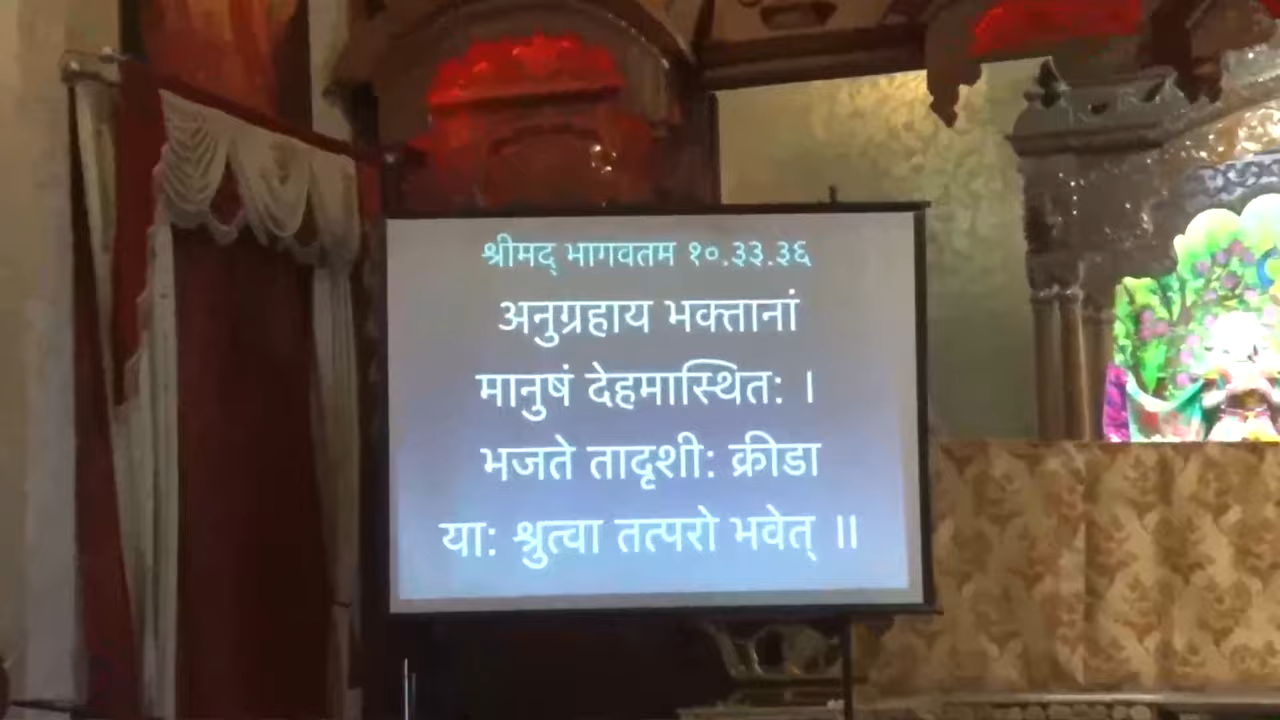 श्रीमद् भागवतम १०.३३.३६
अनुग्रहाय भक्तानां
मानुषं देहमास्थित: ।
भजते तादृशी: क्रीडा
या: श्रुत्वा तत्परो भवेत् ॥